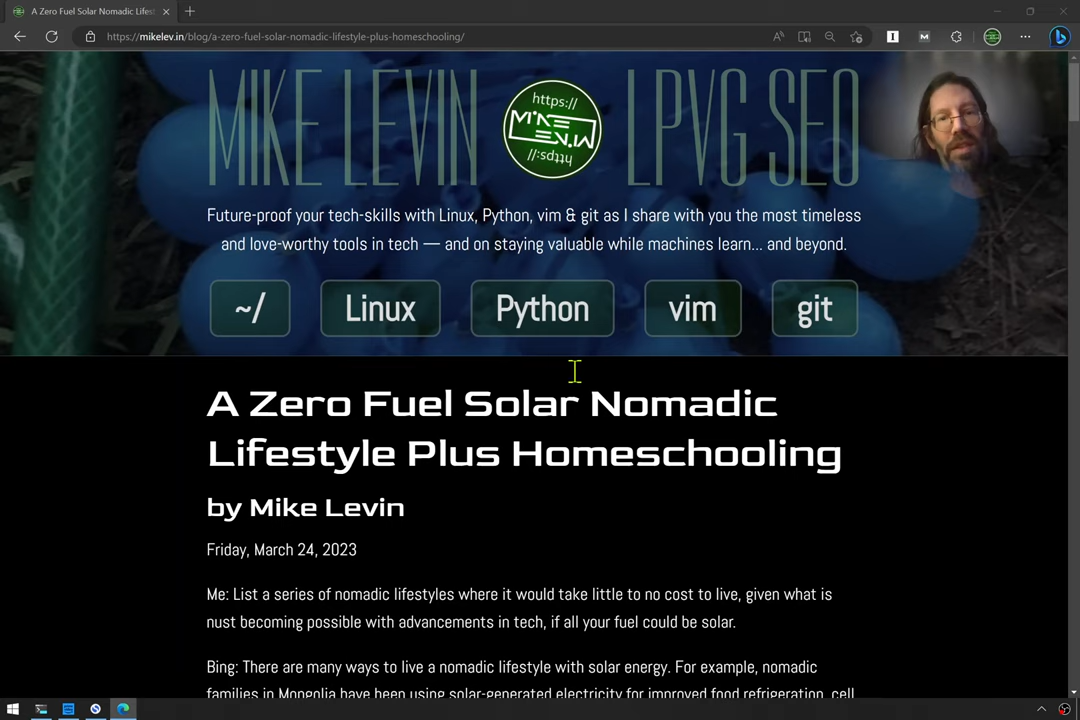 A Zero Fuel Solar Nomadic Lifest
https://mikelev.in/blog/a-zero-fuel-solar-nomadic-lifestyle-plus-homeschooling/
MIKE LEVIN
https://
MIKE
LEV.IN
https://
LPVG SEO
Future-proof your tech-skills with Linux, Python, vim & git as I share with you the most timeless
and love-worthy tools in tech — and on staying valuable while machines learn... and beyond.
~/
Linux
Python
vim
git
A Zero Fuel Solar Nomadic
Lifestyle Plus Homeschooling
by Mike Levin
Friday, March 24, 2023
Me: List a series of nomadic lifestyles where it would take little to no cost to live, given what is
nust becoming possible with advancements in tech, if all your fuel could be solar.
Bing: There are many ways to live a nomadic lifestyle with solar energy. For example, nomadic
families in Mongolia have been using solar-generated electricity for improved food refrigeration, cell